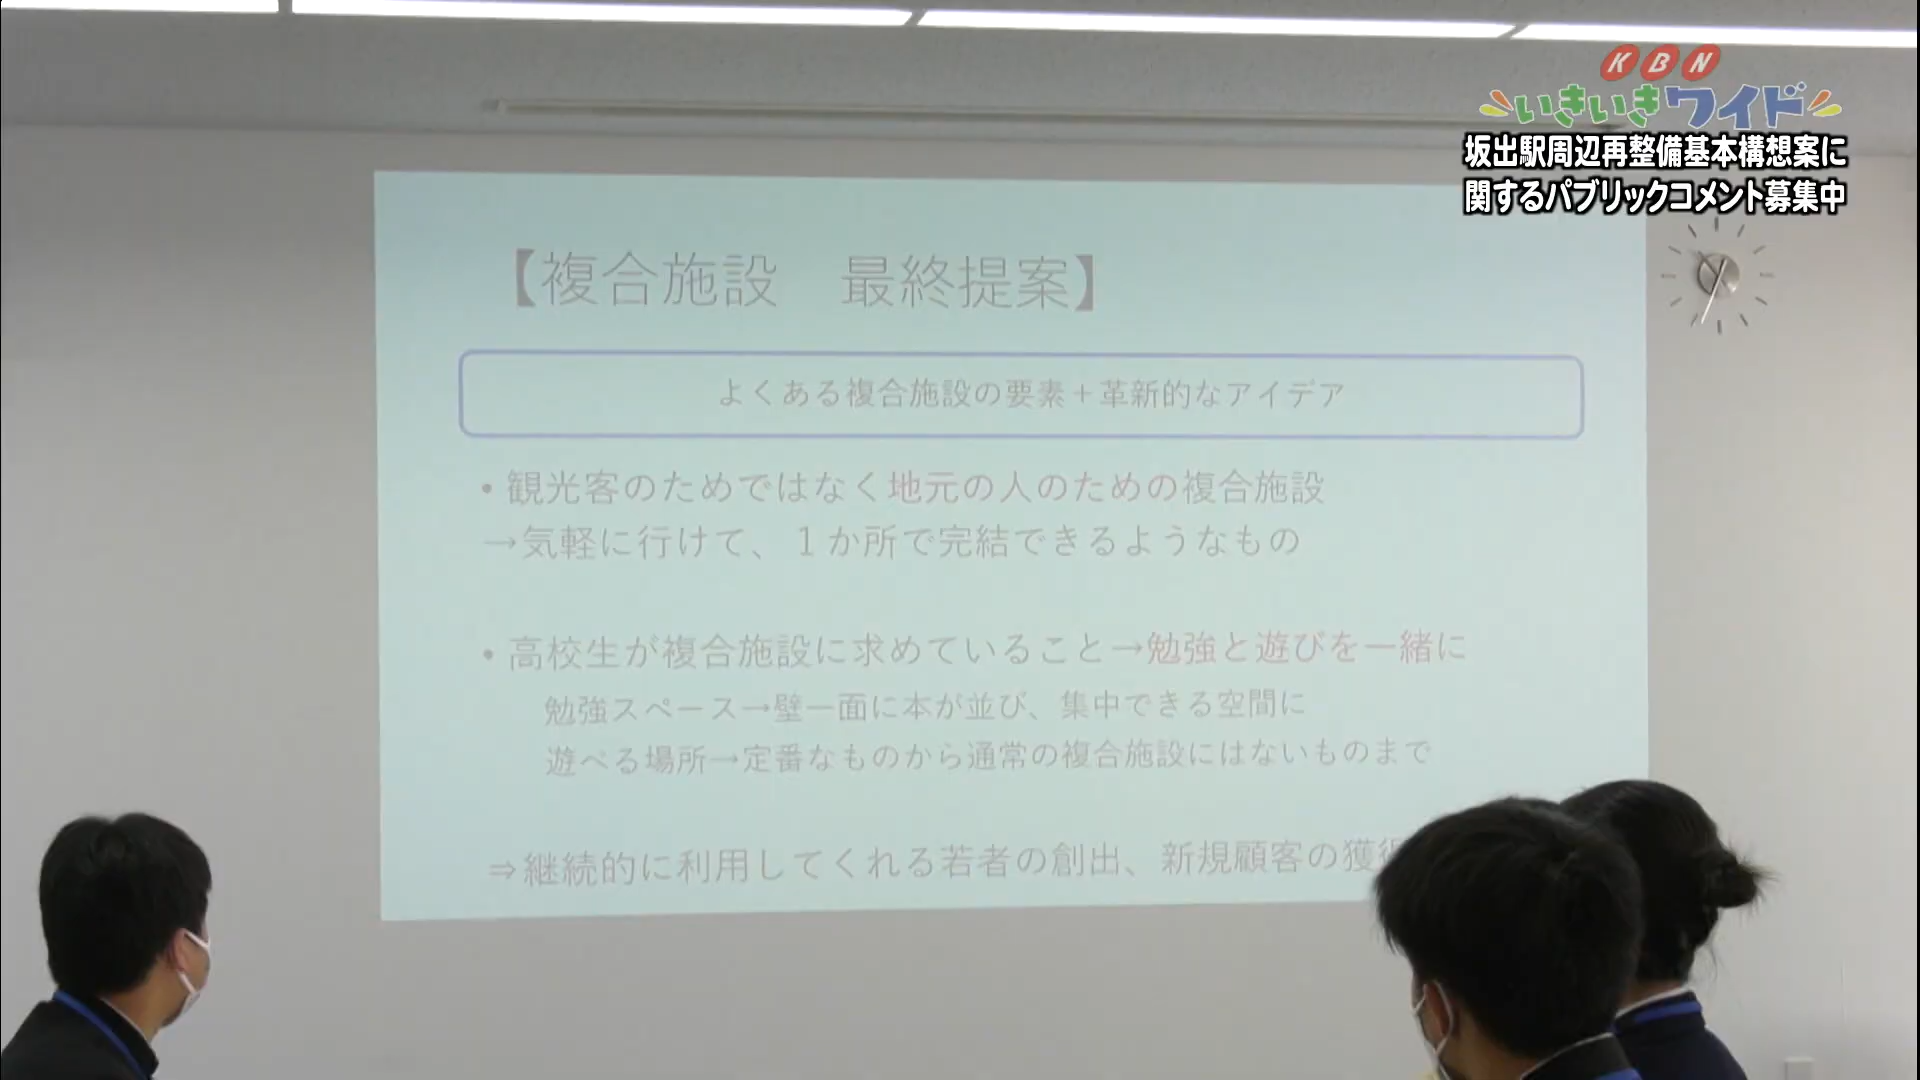 KBN
いきいきワイド
坂出駅周辺再整備基本構想案に
関するパブリックコメント募集中
【複合施設　最終提案】
よくある複合施設の要素＋革新的なアイデア
・観光客のためではなく地元の人のための複合施設
→気軽に行けて、１か所で完結できるようなもの
・高校生が複合施設に求めていること→勉強と遊びを一緒に
勉強スペース→壁一面に本が並び、集中できる空間に
遊べる場所→定番なものから通常の複合施設にはないものまで
⇒継続的に利用してくれる若者の創出、新規顧客の獲得